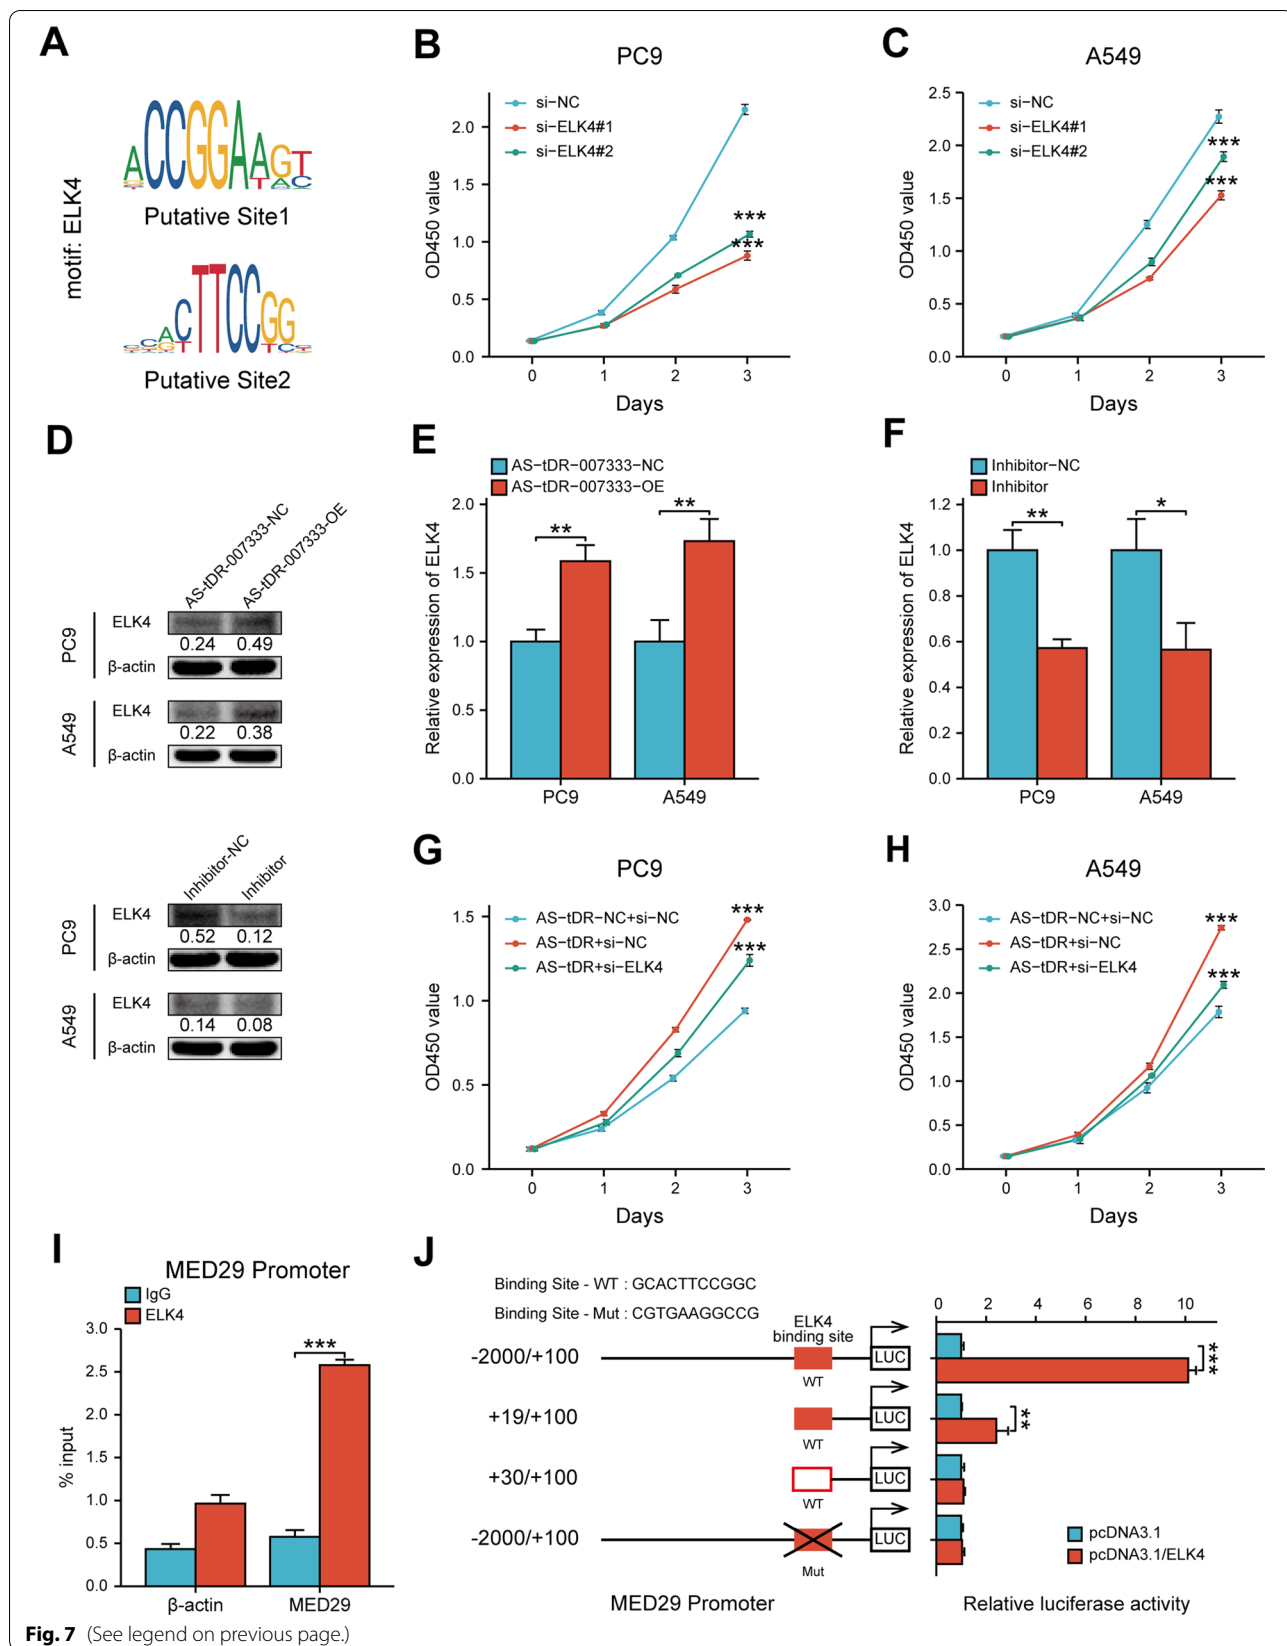 A
motif: ELK4
ACCGGAAGT
Putative Site1
CTTCCGG
Putative Site2
B
PC9
si−NC
si−ELK4#1
si−ELK4#2
OD450 value
2.0
1.5
1.0
0.5
0.0
***
***
0 1 2 3
Days
C
A549
si−NC
si−ELK4#1
si−ELK4#2
OD450 value
2.5
2.0
1.5
1.0
0.5
0.0
***
***
0 1 2 3
Days
D
AS-tDR-007333-NC
AS-tDR-007333-OE
PC9
ELK4
0.24 0.49
β-actin
A549
ELK4
0.22 0.38
β-actin
Inhibitor-NC
Inhibitor
PC9
ELK4
0.52 0.12
β-actin
A549
ELK4
0.14 0.08
β-actin
E
AS−tDR−007333−NC
AS−tDR−007333−OE
Relative expression of ELK4
2.0
1.5
1.0
0.5
0.0
** **
PC9 A549
F
Inhibitor−NC
Inhibitor
Relative expression of ELK4
1.2
1.0
0.8
0.6
0.4
0.2
0.0
** *
PC9 A549
G
PC9
AS−tDR−NC+si−NC
AS−tDR+si−NC
AS−tDR+si−ELK4
OD450 value
1.5
1.0
0.5
0.0
***
***
0 1 2 3
Days
H
A549
AS−tDR−NC+si−NC
AS−tDR+si−NC
AS−tDR+si−ELK4
OD450 value
3.0
2.5
2.0
1.5
1.0
0.5
0.0
***
***
0 1 2 3
Days
I
MED29 Promoter
IgG
ELK4
% input
3.0
2.5
2.0
1.5
1.0
0.5
0.0
***
β-actin MED29
J
Binding Site - WT : GCACTTCCGGC
Binding Site - Mut : CGTGAAGGCCG
ELK4
binding site
-2000/+100
WT
LUC
+19/+100
WT
LUC
+30/+100
WT
LUC
-2000/+100
Mut
LUC
MED29 Promoter
0 2 4 6 8 10
***
**
pcDNA3.1
pcDNA3.1/ELK4
Relative luciferase activity
Fig. 7 (See legend on previous page.)